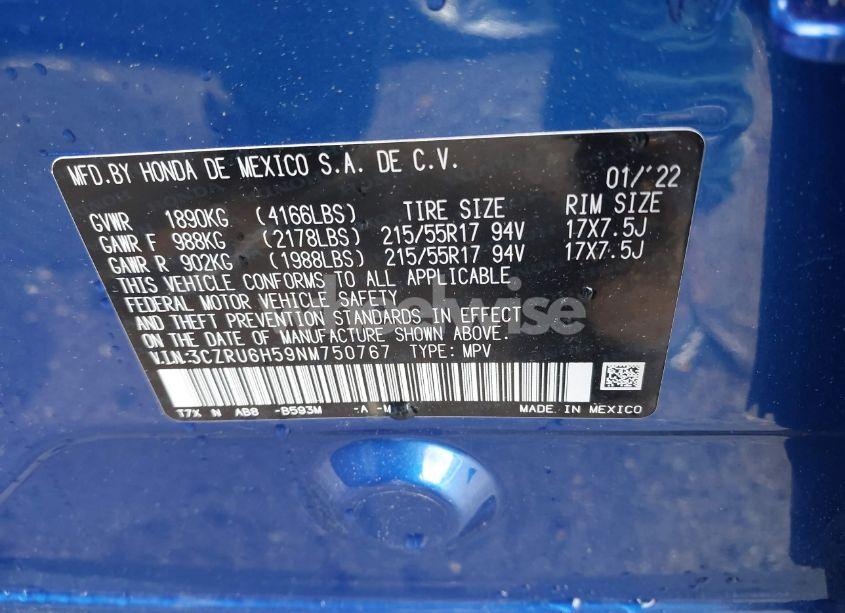 MFD.BY HONDA DE MEXICO S.A. DE C.V.
01/'22
GVWR 1890KG (4166LBS) TIRE SIZE RIM SIZE
GAWR F 988KG (2178LBS) 215/55R17 94V 17X7.5J
GAWR R 902KG (1988LBS) 215/55R17 94V 17X7.5J
THIS VEHICLE CONFORMS TO ALL APPLICABLE
FEDERAL MOTOR VEHICLE SAFETY
AND THEFT PREVENTION STANDARDS IN EFFECT
ON THE DATE OF MANUFACTURE SHOWN ABOVE.
V.I.N:3CZRU6H59NM750767 TYPE: MPV
T7X N AB8 -B593M -A -M
MADE IN MEXICO